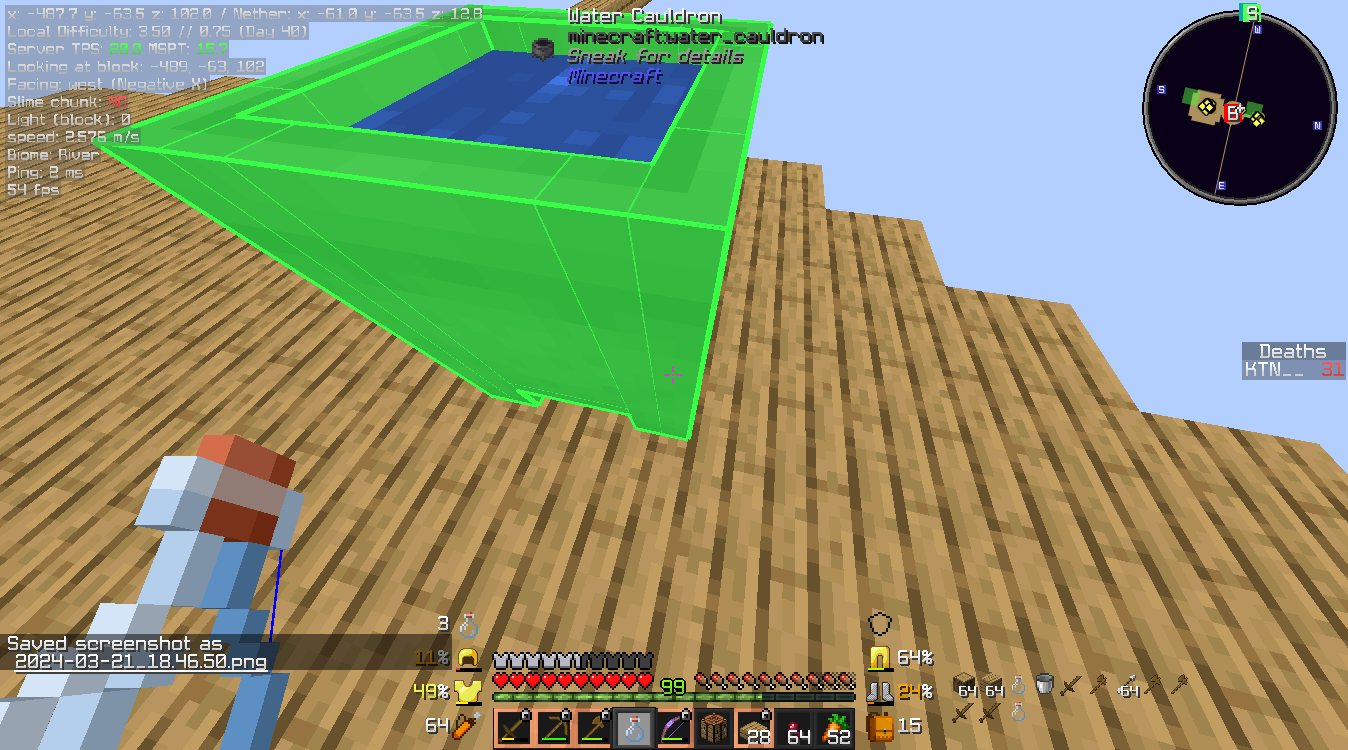 x: -487.7 y: -63.5 z: 102.0 / Nether: x: -61.0 y: -63.5 z: 12.8
Local Difficulty: 3.50 // 0.75 (Day 40)
Server TPS: 20.0 MSPT: 16.7
Looking at block: -489, -63, 102
Facing: west (Negative X)
Slime chunk:
Light (block): 0
speed: 2.575 m/s
Biome: River
Ping: 2 ms
54 fps
Water Cauldron
minecraft:water_cauldron
Sneak for details
Minecraft
S
W
S
6
N
E
Deaths
KTN__ 31
Saved screenshot as
2024-03-21_18.46.50.png
3
11%
49%
64
99
64%
24%
15
28
64
52
64
64
64